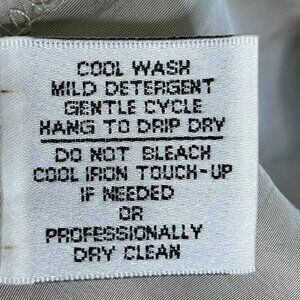 COOL WASH
MILD DETERGENT
GENTLE CYCLE
HANG TO DRIP DRY
DO NOT BLEACH
COOL IRON TOUCH-UP
IF NEEDED
OR
PROFESSIONALLY
DRY CLEAN